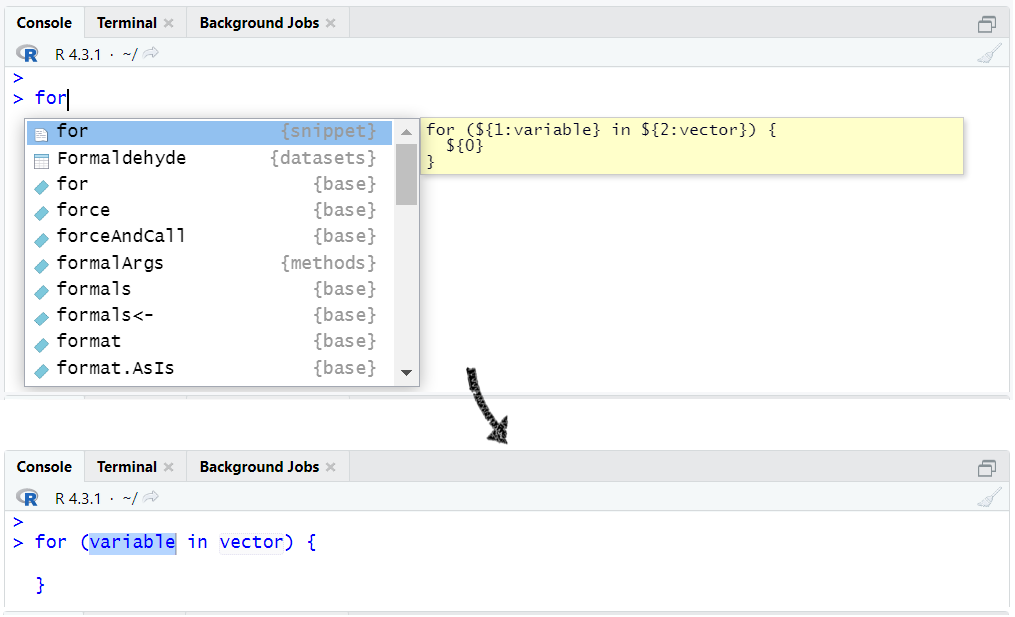 Console Terminal × Background Jobs ×
R R 4.3.1 · ~/
>
> for
for {snippet}
Formaldehyde {datasets}
for {base}
force {base}
forceAndCall {base}
formalArgs {methods}
formals {base}
formals<- {base}
format {base}
format.AsIs {base}
for (${1:variable} in ${2:vector}) {
${0}
}
Console Terminal × Background Jobs ×
R R 4.3.1 · ~/
>
> for (variable in vector) {
}